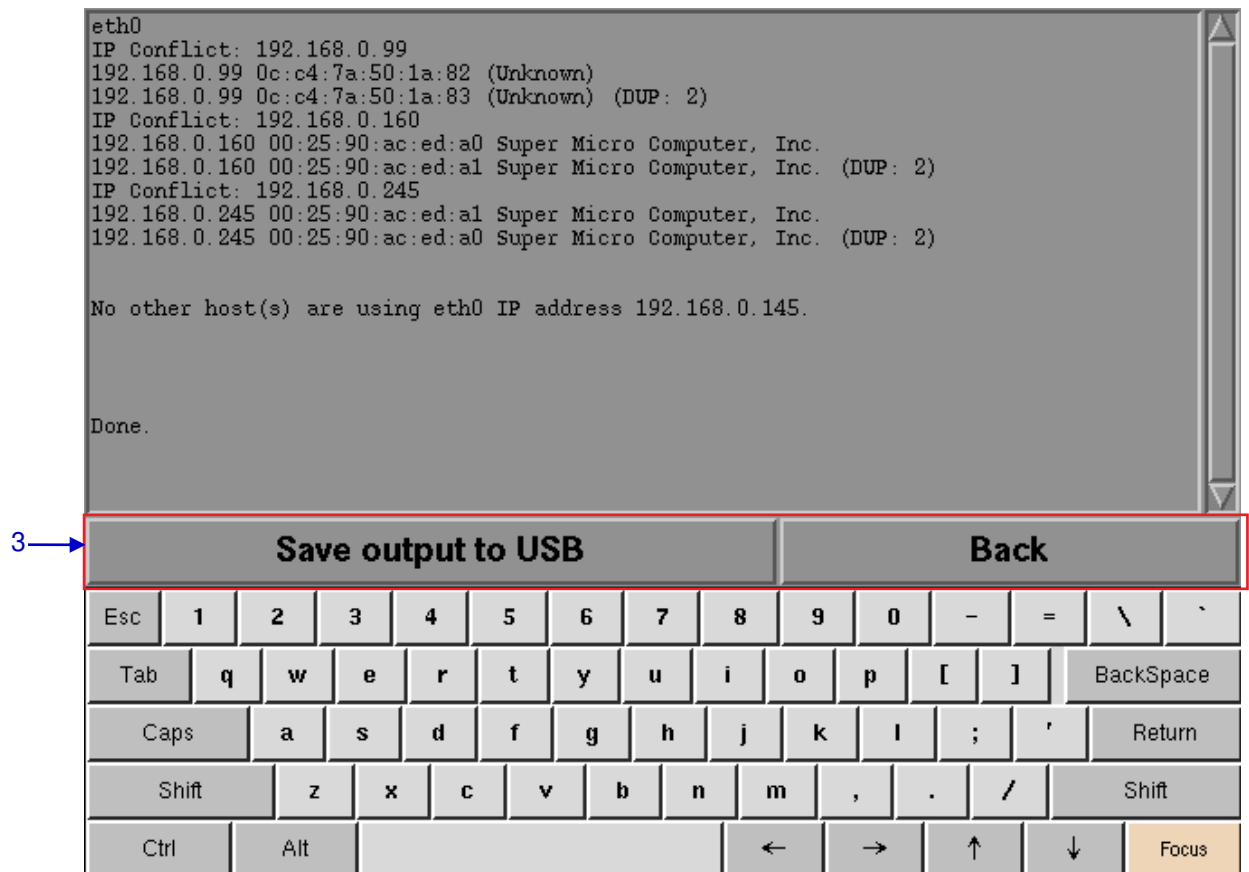 eth0
IP Conflict: 192.168.0.99
192.168.0.99 0c:c4:7a:50:1a:82 (Unknown)
192.168.0.99 0c:c4:7a:50:1a:83 (Unknown) (DUP: 2)
IP Conflict: 192.168.0.160
192.168.0.160 00:25:90:ac:ed:a0 Super Micro Computer, Inc.
192.168.0.160 00:25:90:ac:ed:a1 Super Micro Computer, Inc. (DUP: 2)
IP Conflict: 192.168.0.245
192.168.0.245 00:25:90:ac:ed:a1 Super Micro Computer, Inc.
192.168.0.245 00:25:90:ac:ed:a0 Super Micro Computer, Inc. (DUP: 2)
No other host(s) are using eth0 IP address 192.168.0.145.
Done.
3 Save output to USB Back
Esc 1 2 3 4 5 6 7 8 9 0 - = \ `
Tab q w e r t y u i o p [ ] BackSpace
Caps a s d f g h j k l ; ' Return
Shift z x c v b n m , . / Shift
Ctrl Alt ← → ↑ ↓ Focus